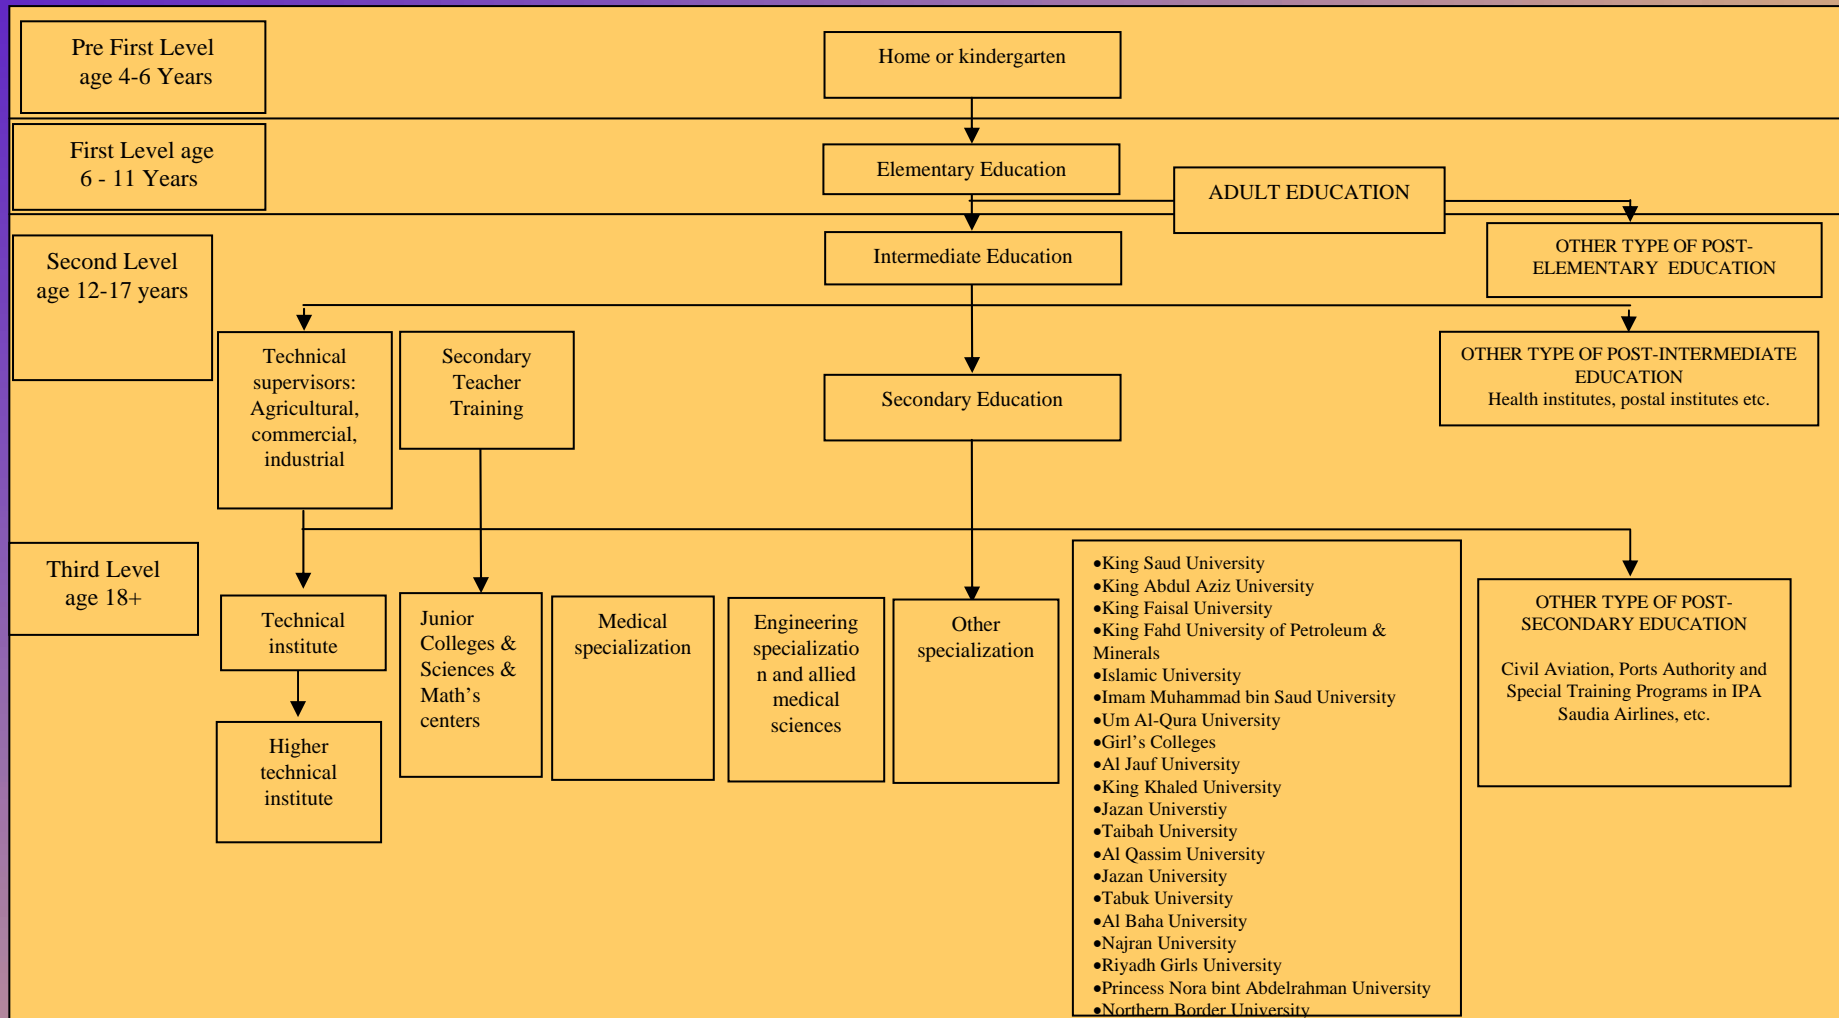 Pre First Level
age 4-6 Years
Home or kindergarten
First Level age
6 - 11 Years
Elementary Education
ADULT EDUCATION
Second Level
age 12-17 years
Intermediate Education
OTHER TYPE OF POST-
ELEMENTARY EDUCATION
Technical
supervisors:
Agricultural,
commercial,
industrial
Secondary
Teacher
Training
Secondary Education
OTHER TYPE OF POST-INTERMEDIATE
EDUCATION
Health institutes, postal institutes etc.
Third Level
age 18+
Technical
institute
Higher
technical
institute
Junior
Colleges &
Sciences &
Math’s
centers
Medical
specialization
Engineering
specializatio
n and allied
medical
sciences
Other
specialization
•King Saud University
•King Abdul Aziz University
•King Faisal University
•King Fahd University of Petroleum &
Minerals
•Islamic University
•Imam Muhammad bin Saud University
•Um Al-Qura University
•Girl’s Colleges
•Al Jauf University
•King Khaled University
•Jazan Universtiy
•Taibah University
•Al Qassim University
•Jazan University
•Tabuk University
•Al Baha University
•Najran University
•Riyadh Girls University
•Princess Nora bint Abdelrahman University
•Northern Border University
OTHER TYPE OF POST-
SECONDARY EDUCATION
Civil Aviation, Ports Authority and
Special Training Programs in IPA
Saudia Airlines, etc.